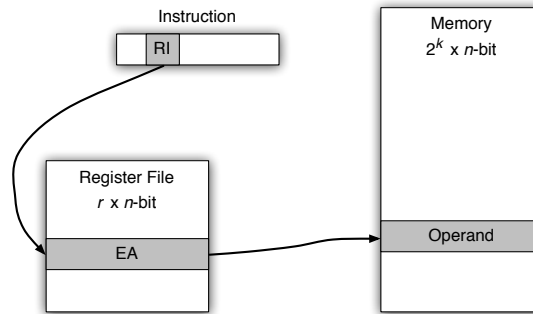 Instruction
RI
Memory
2^k x n-bit
Register File
r x n-bit
EA
Operand